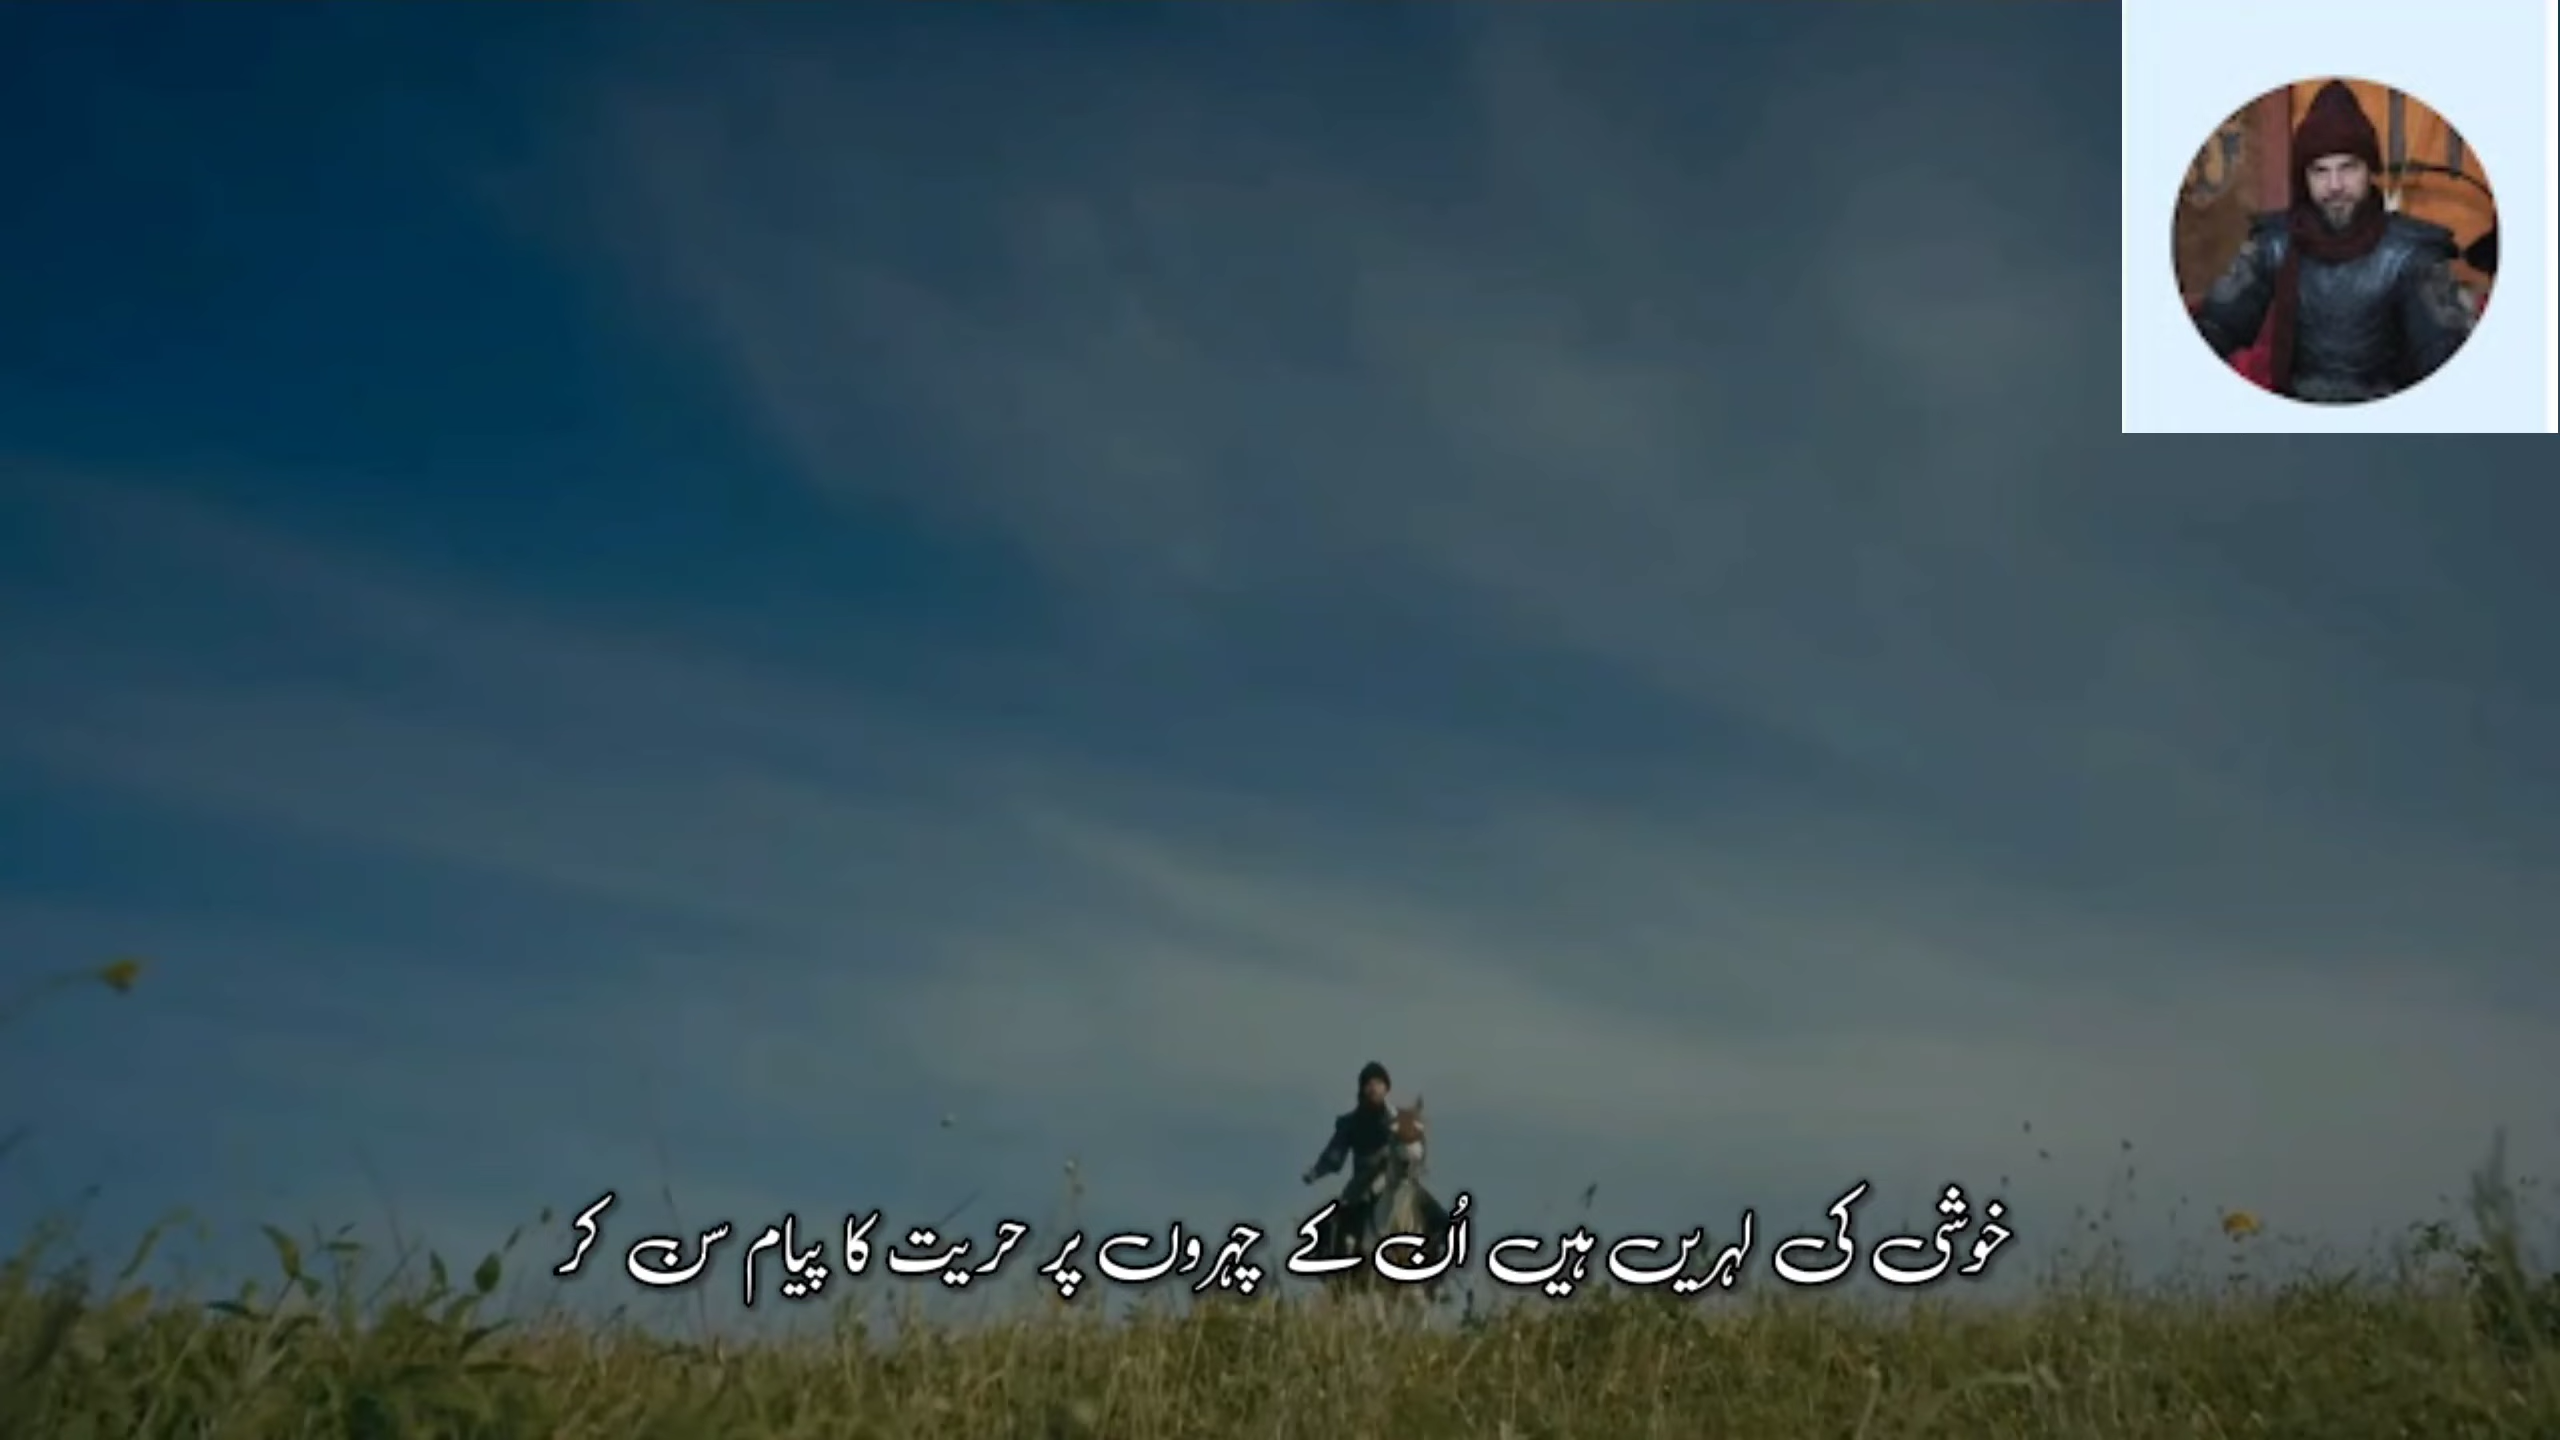 خوشی کی لہریں ہیں اُن کے چہروں پر حریت کا پیام سن کر